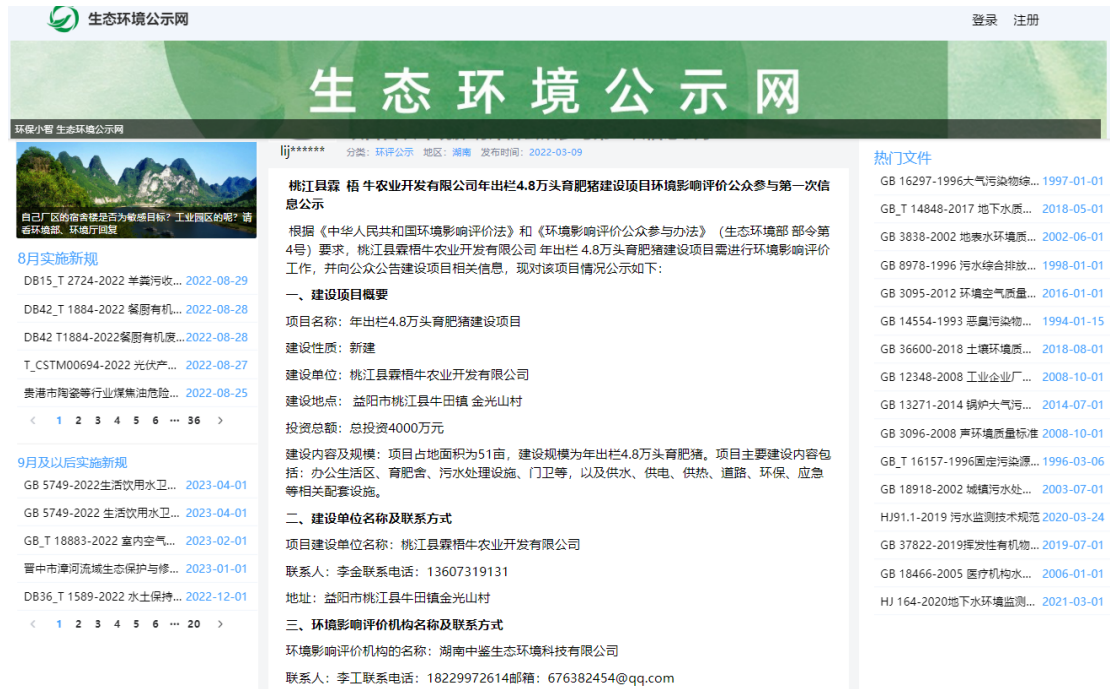 生态环境公示网
登录 注册
生态环境公示网
环保小智 生态环境公示网
自己厂区的宿舍楼是否为敏感目标？工业园区的呢？请
看环境部、环境厅回复
8月实施新规
DB15_T 2724-2022 羊粪污收... 2022-08-29
DB42_T 1884-2022 餐厨有机... 2022-08-28
DB42 T1884-2022餐厨有机废... 2022-08-28
T_CSTM00694-2022 光伏产... 2022-08-27
贵港市陶瓷等行业煤焦油危险... 2022-08-25
< 1 2 3 4 5 6 ··· 36 >
9月及以后实施新规
GB 5749-2022生活饮用水卫... 2023-04-01
GB 5749-2022 生活饮用水卫... 2023-04-01
GB_T 18883-2022 室内空气... 2023-02-01
晋中市漳河流域生态保护与修... 2023-01-01
DB36_T 1589-2022 水土保持... 2022-12-01
< 1 2 3 4 5 6 ··· 20 >
lij****** 分类：环评公示 地区：湖南 发布时间：2022-03-09
桃江县霖 梧 牛农业开发有限公司年出栏4.8万头育肥猪建设项目环境影响评价公众参与第一次信
息公示
根据《中华人民共和国环境影响评价法》和《环境影响评价公众参与办法》（生态环境部 部令第
4号）要求，桃江县霖梧牛农业开发有限公司 年出栏 4.8万头育肥猪建设项目需进行环境影响评价
工作，并向公众公告建设项目相关信息，现对该项目情况公示如下：
一、建设项目概要
项目名称：年出栏4.8万头育肥猪建设项目
建设性质：新建
建设单位：桃江县霖梧牛农业开发有限公司
建设地点： 益阳市桃江县牛田镇 金光山村
投资总额：总投资4000万元
建设内容及规模：项目占地面积为51亩，建设规模为年出栏4.8万头育肥猪。项目主要建设内容包
括：办公生活区、育肥舍、污水处理设施、门卫等，以及供水、供电、供热、道路、环保、应急
等相关配套设施。
二、建设单位名称及联系方式
项目建设单位名称：桃江县霖梧牛农业开发有限公司
联系人：李金联系电话：13607319131
地址：益阳市桃江县牛田镇金光山村
三、环境影响评价机构名称及联系方式
环境影响评价机构的名称：湖南中鉴生态环境科技有限公司
联系人：李工联系电话：18229972614邮箱：676382454@qq.com
热门文件
GB 16297-1996大气污染物综... 1997-01-01
GB_T 14848-2017 地下水质... 2018-05-01
GB 3838-2002 地表水环境质... 2002-06-01
GB 8978-1996 污水综合排放... 1998-01-01
GB 3095-2012 环境空气质量... 2016-01-01
GB 14554-1993 恶臭污染物... 1994-01-15
GB 36600-2018 土壤环境质... 2018-08-01
GB 12348-2008 工业企业厂... 2008-10-01
GB 13271-2014 锅炉大气污... 2014-07-01
GB 3096-2008 声环境质量标准 2008-10-01
GB_T 16157-1996固定污染源... 1996-03-06
GB 18918-2002 城镇污水处... 2003-07-01
HJ91.1-2019 污水监测技术规范 2020-03-24
GB 37822-2019挥发性有机物... 2019-07-01
GB 18466-2005 医疗机构水... 2006-01-01
HJ 164-2020地下水环境监测... 2021-03-01